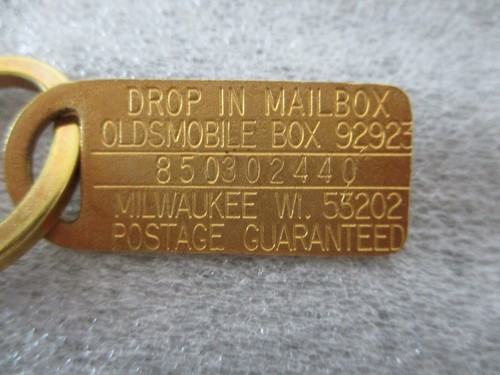 DROP IN MAILBOX
OLDSMOBILE BOX 92923
850302440
MILWAUKEE WI. 53202
POSTAGE GUARANTEED